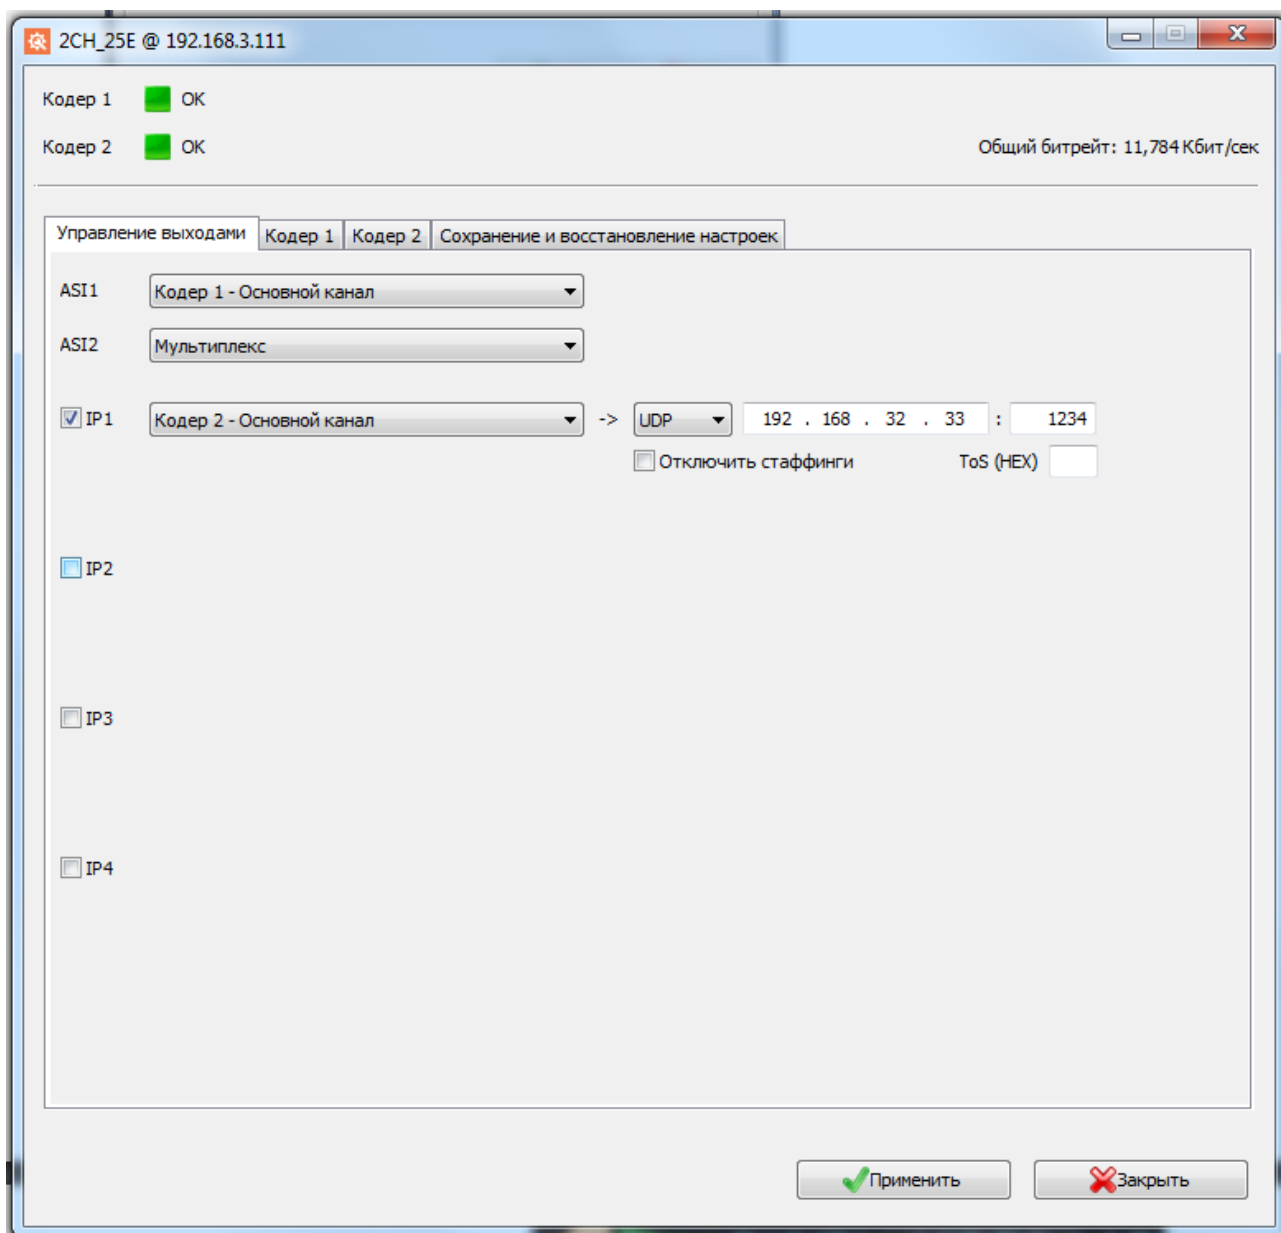 2CH_25E @ 192.168.3.111
Кодер 1 OK
Кодер 2 OK Общий битрейт: 11,784 Кбит/сек
Управление выходами Кодер 1 Кодер 2 Сохранение и восстановление настроек
ASI1 Кодер 1 - Основной канал
ASI2 Мультиплекс
IP1 Кодер 2 - Основной канал -> UDP 192 . 168 . 32 . 33 : 1234
Отключить стаффинги ToS (HEX)
IP2
IP3
IP4
Применить Закрыть